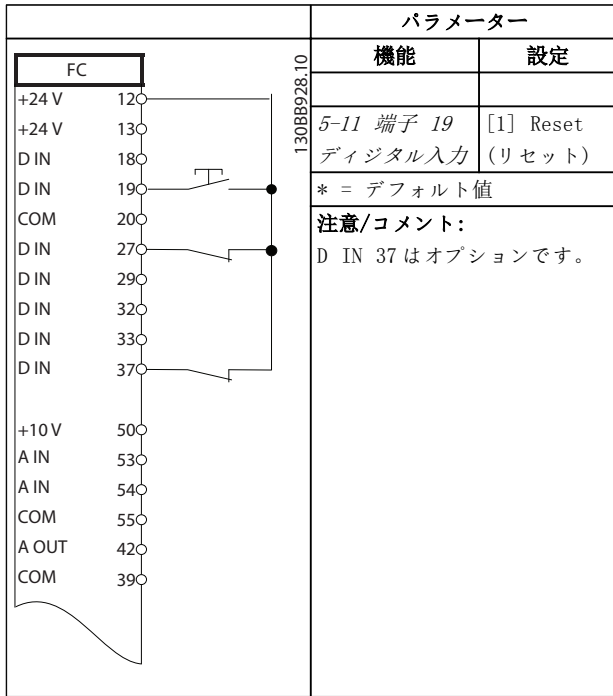 パラメーター
機能 設定
FC
130BB928.10
+24 V 12
+24 V 13
D IN 18
D IN 19
COM 20
D IN 27
D IN 29
D IN 32
D IN 33
D IN 37
+10 V 50
A IN 53
A IN 54
COM 55
A OUT 42
COM 39
5-11 端子 19 [1] Reset
ディジタル入力 (リセット)
* = デフォルト値
注意/コメント:
D IN 37はオプションです。